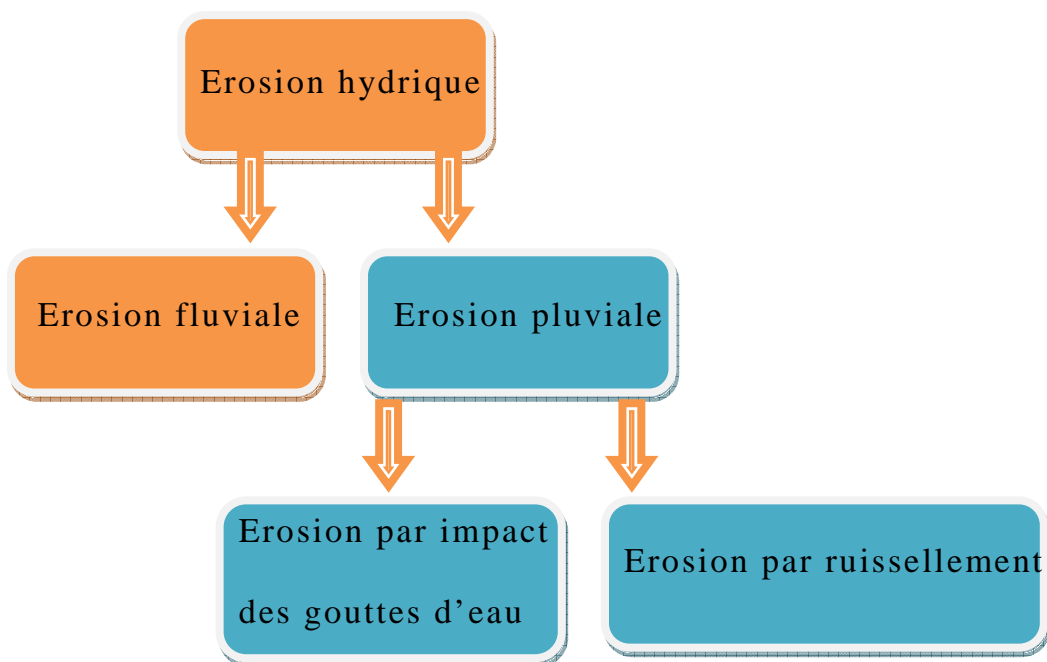 Erosion hydrique
Erosion fluviale
Erosion pluviale
Erosion par impact
des gouttes d’eau
Erosion par ruissellement